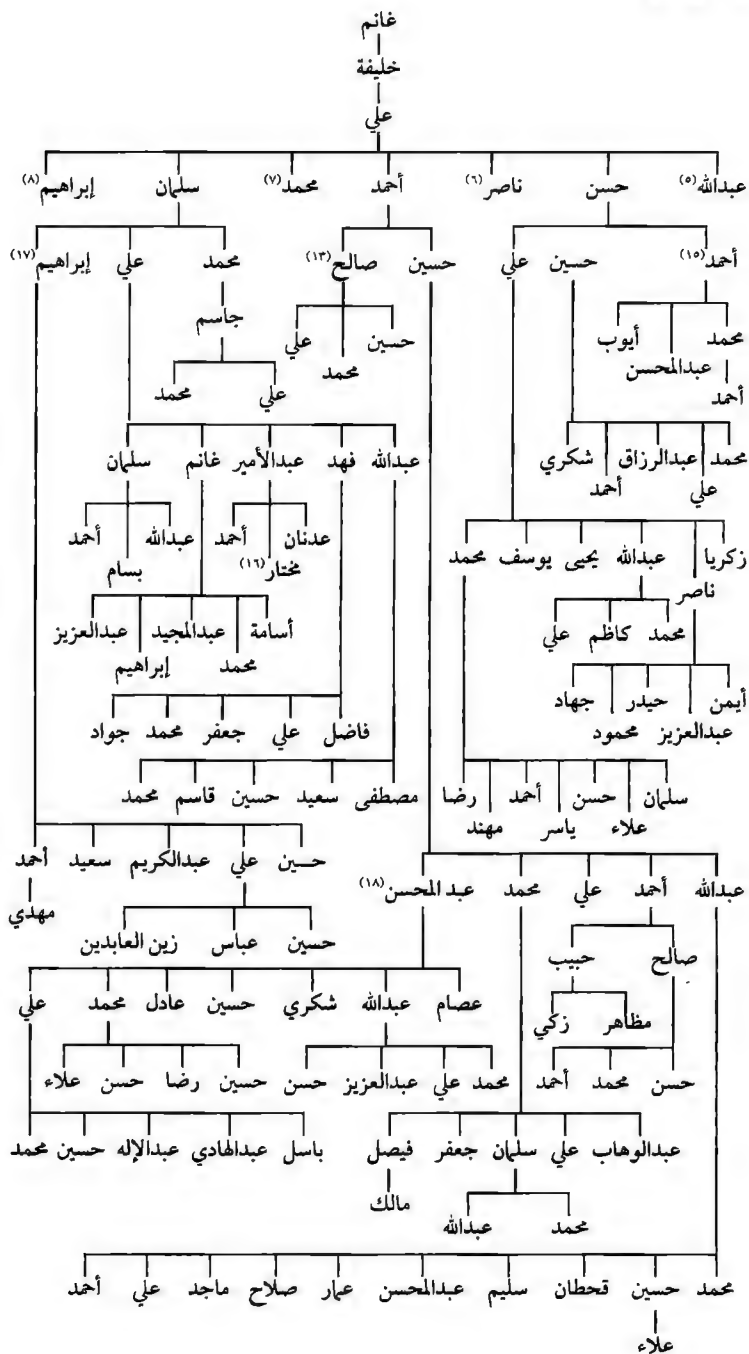 غانم
خليفة
علي
عبدالله (٥) حسن ناصر (٦) أحمد محمد (٧) سلمان إبراهيم (٨)
أحمد (١٥) حسين علي حسين صالح (١٣) محمد علي إبراهيم (١٧)
جاسم
محمد أيوب حسين علي
عبدالمحسن محمد
علي محمد
أحمد
محمد عبدالرزاق شكري عبدالله فهد عبدالأمير غانم سلمان
علي أحمد
زكريا عبدالله يحيى يوسف محمد عدنان أحمد عبدالله أحمد
ناصر مختار (١٦) بسام
محمد كاظم علي أسامة عبدالمجيد عبدالعزيز
محمد إبراهيم
أيمن حيدر جهاد فاضل علي جعفر محمد جواد
عبدالعزيز محمود
سلمان حسن أحمد رضا مصطفى سعيد حسين قاسم محمد
علاء ياسر مهند
حسين علي عبدالكريم سعيد أحمد
عبدالله أحمد علي محمد عبدالمحسن (١٨)
مهدي
حسين عباس زين العابدين
صالح حبيب
عصام عبدالله شكري حسين عادل محمد علي
مظاهر زكي
حسن محمد أحمد محمد علي عبدالعزيز حسن حسين رضا حسن علاء
عبدالوهاب علي سلمان جعفر فيصل باسل عبدالهادي عبدالإله حسين محمد
مالك
محمد عبدالله
محمد حسين قحطان سليم عبدالمحسن عمار صلاح ماجد علي أحمد
علاء